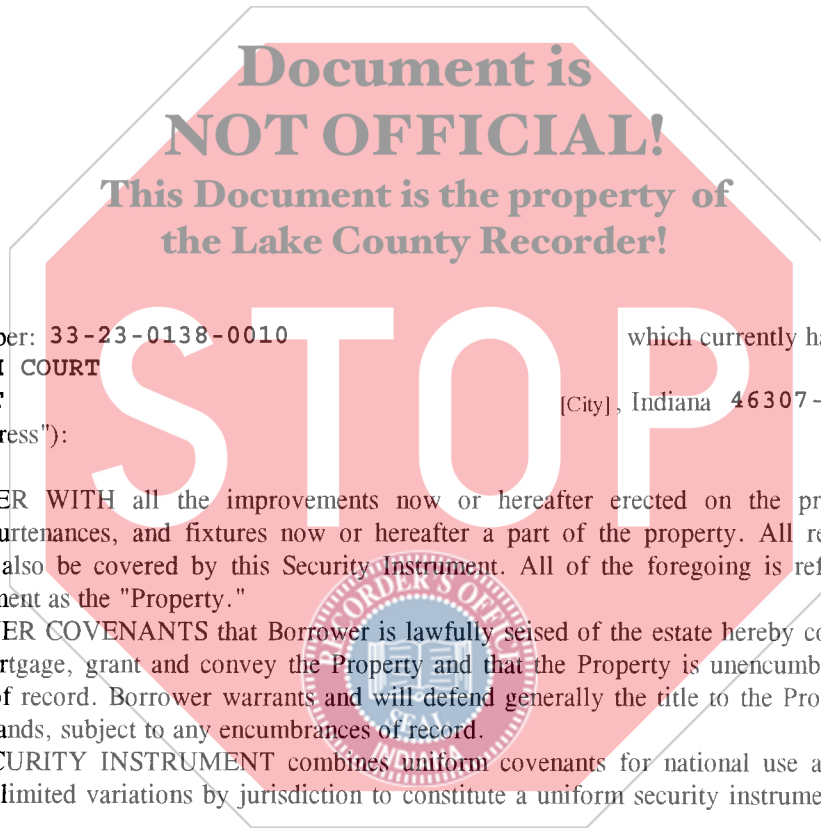 Document is
NOT OFFICIAL!
This Document is the property of
the Lake County Recorder!
STOP
ber: 33-23-0138-0010 which currently ha
COURT
[City], Indiana 46307-
ress"):
ER WITH all the improvements now or hereafter erected on the pr
urtenances, and fixtures now or hereafter a part of the property. All re
also be covered by this Security Instrument. All of the foregoing is ref
ment as the "Property."
ER COVENANTS that Borrower is lawfully seised of the estate hereby co
rtgage, grant and convey the Property and that the Property is unencumb
of record. Borrower warrants and will defend generally the title to the Pro
ands, subject to any encumbrances of record.
CURITY INSTRUMENT combines uniform covenants for national use a
limited variations by jurisdiction to constitute a uniform security instrume
RECORDER'S OFFICE
SEAL
INDIANA